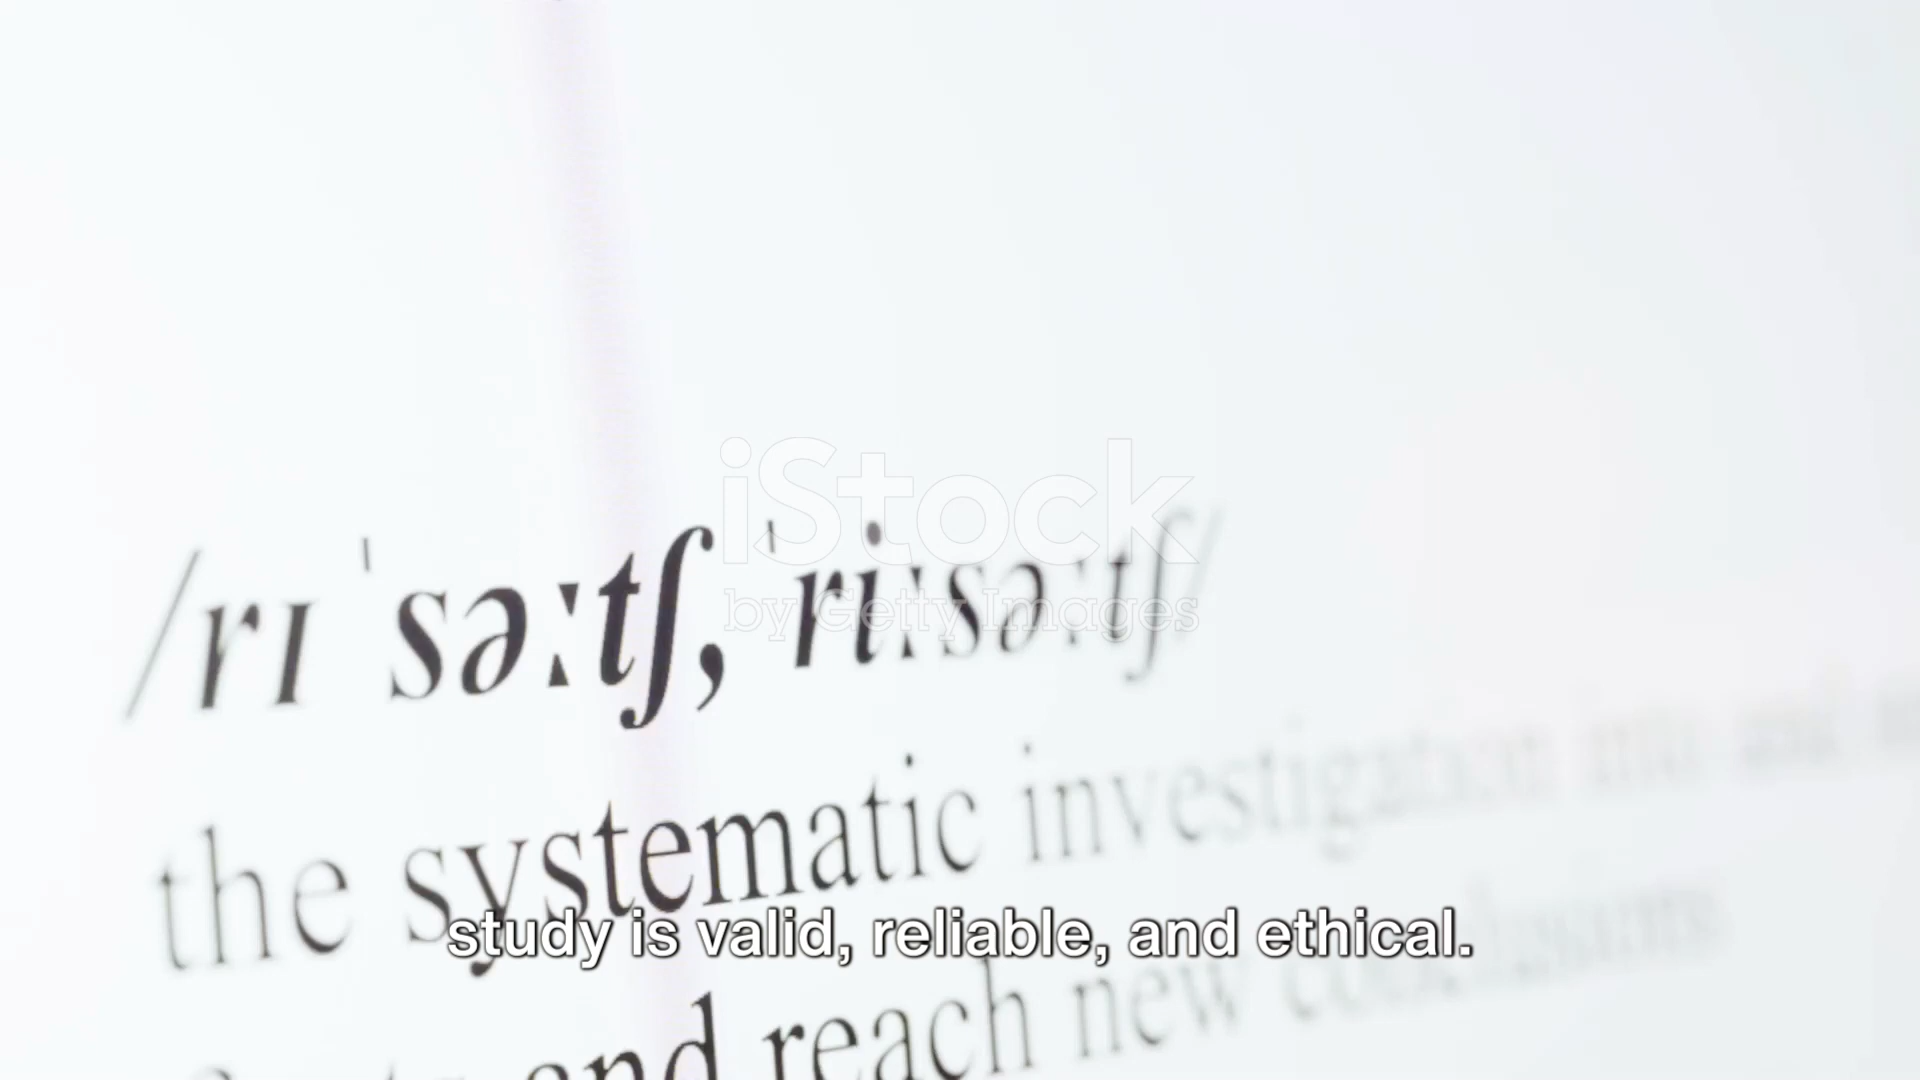 iStock
by Getty Images
/rɪˈsəːtʃ,ˈriːsəːtʃ/
the systematic investigation into and
study is valid, reliable, and ethical.
and reach new conclusions